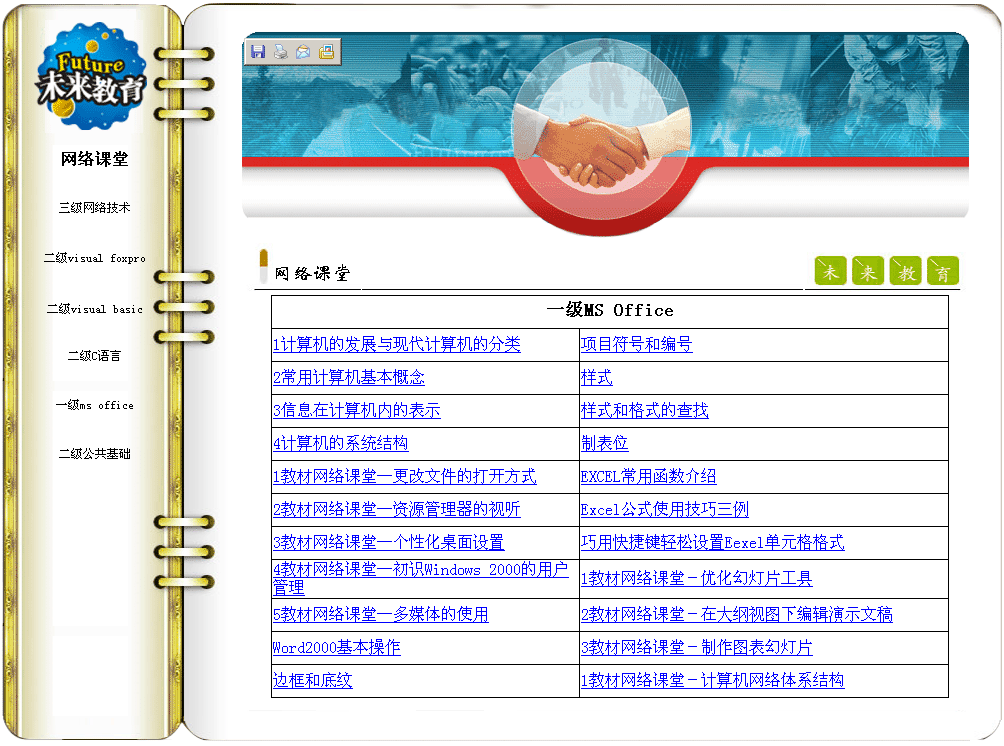 Future
未来教育
网络课堂
三级网络技术
二级visual foxpro
二级visual basic
二级C语言
一级ms office
二级公共基础
网络课堂
未 来 教 育
一级MS Office
1计算机的发展与现代计算机的分类
项目符号和编号
2常用计算机基本概念
样式
3信息在计算机内的表示
样式和格式的查找
4计算机的系统结构
制表位
1教材网络课堂—更改文件的打开方式
EXCEL常用函数介绍
2教材网络课堂—资源管理器的视听
Excel公式使用技巧三例
3教材网络课堂—个性化桌面设置
巧用快捷键轻松设置Eexel单元格格式
4教材网络课堂—初识Windows 2000的用户
管理
1教材网络课堂－优化幻灯片工具
5教材网络课堂—多媒体的使用
2教材网络课堂－在大纲视图下编辑演示文稿
Word2000基本操作
3教材网络课堂－制作图表幻灯片
边框和底纹
1教材网络课堂－计算机网络体系结构